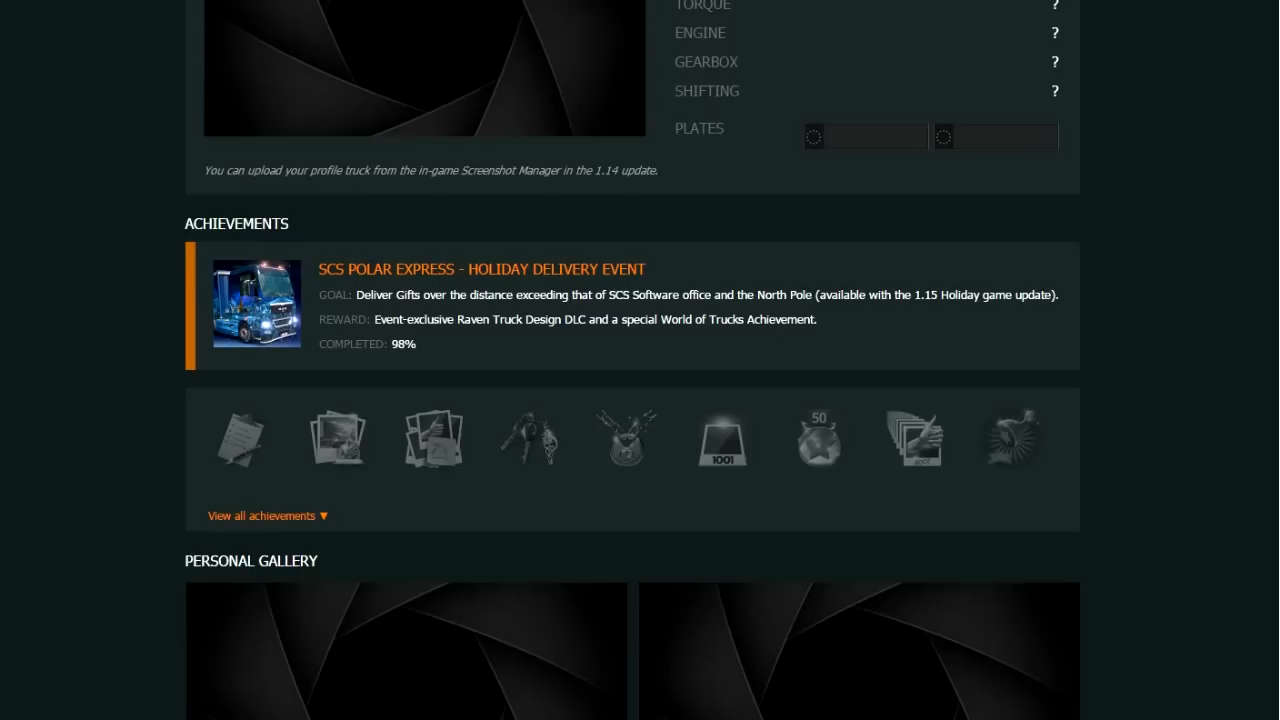 TORQUE ?
ENGINE ?
GEARBOX ?
SHIFTING ?
PLATES
You can upload your profile truck from the in-game Screenshot Manager in the 1.14 update.
ACHIEVEMENTS
SCS POLAR EXPRESS - HOLIDAY DELIVERY EVENT
GOAL: Deliver Gifts over the distance exceeding that of SCS Software office and the North Pole (available with the 1.15 Holiday game update).
REWARD: Event-exclusive Raven Truck Design DLC and a special World of Trucks Achievement.
COMPLETED: 98%
1001
50
View all achievements ▼
PERSONAL GALLERY